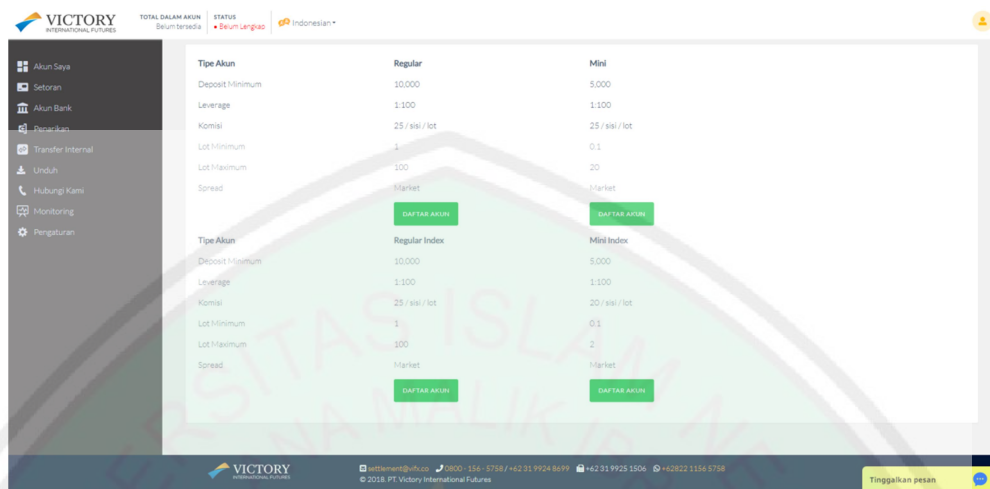 VICTORY
INTERNATIONAL FUTURES
TOTAL DALAM AKUN
Belum tersedia
STATUS
• Belum Lengkap
Indonesian
Akun Saya
Setoran
Akun Bank
Penarikan
Transfer Internal
Unduh
Hubungi Kami
Monitoring
Pengaturan
Tipe Akun Regular Mini
Deposit Minimum 10,000 5,000
Leverage 1:100 1:100
Komisi 25 / sisi / lot 25 / sisi / lot
Lot Minimum 1 0.1
Lot Maximum 100 20
Spread Market Market
DAFTAR AKUN DAFTAR AKUN
Tipe Akun Regular Index Mini Index
Deposit Minimum 10,000 5,000
Leverage 1:100 1:100
Komisi 25 / sisi / lot 20 / sisi / lot
Lot Minimum 1 0.1
Lot Maximum 100 2
Spread Market Market
DAFTAR AKUN DAFTAR AKUN
ERSITAS ISLAM NE
NA MALIK
VICTORY
INTERNATIONAL FUTURES
settlement@vifx.co 0800 - 156 - 5758 / +62 31 9924 8699 +62 31 9925 1506 +62822 1156 5758
© 2018. PT. Victory International Futures
Tinggalkan pesan